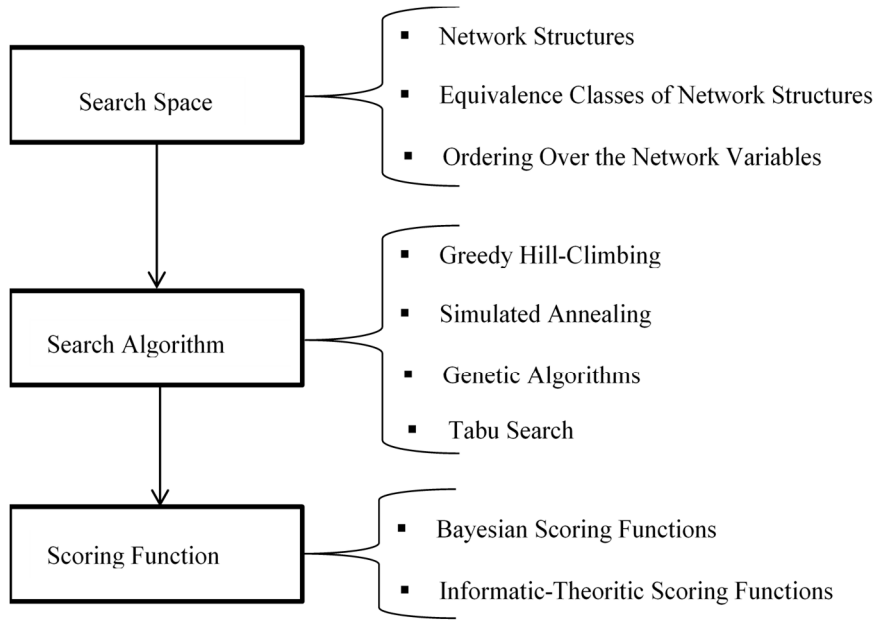 Search Space
▪ Network Structures
▪ Equivalence Classes of Network Structures
▪ Ordering Over the Network Variables
Search Algorithm
▪ Greedy Hill-Climbing
▪ Simulated Annealing
▪ Genetic Algorithms
▪ Tabu Search
Scoring Function
▪ Bayesian Scoring Functions
▪ Informatic-Theoritic Scoring Functions